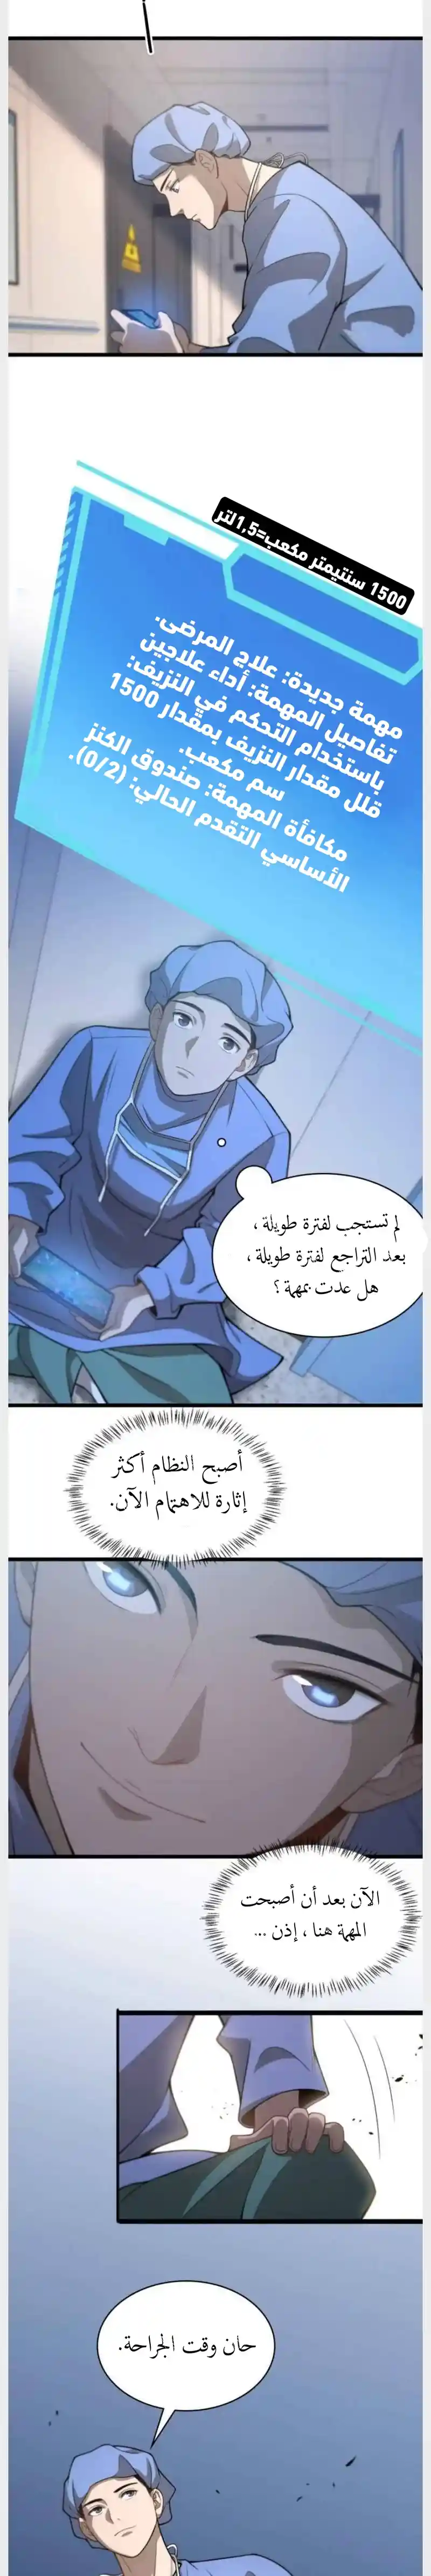 1500 سنتيمتر مكعب=1,5لتر
مهمة جديدة: علاج المرضى.
تفاصيل المهمة: أداء علاجين
باستخدام التحكم في النزيف:
قلل مقدار النزيف بمقدار 1500
سم مكعب.
مكافأة المهمة: صندوق الكنز
الأساسي التقدم الحالي: (0/2).
لم تستجب لفترة طويلة ،
بعد التراجع لفترة طويلة ،
هل عدت بمهمة ؟
أصبح النظام أكثر
إثارة للاهتمام الآن.
الآن بعد أن أصبحت
المهمة هنا ، إذن ...
حان وقت الجراحة.